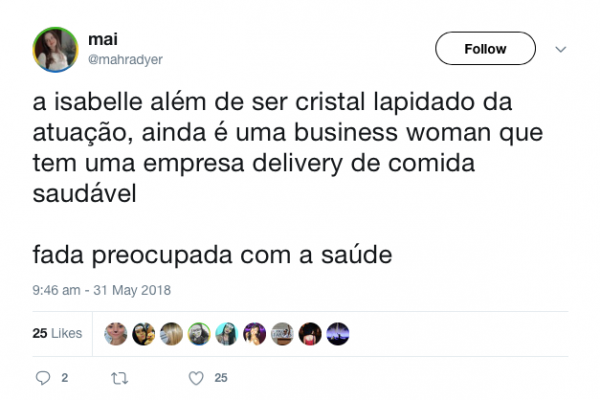 mai
@mahradyer
Follow
a isabelle além de ser cristal lapidado da
atuação, ainda é uma business woman que
tem uma empresa delivery de comida
saudável
fada preocupada com a saúde
9:46 am - 31 May 2018
25 Likes
2
25